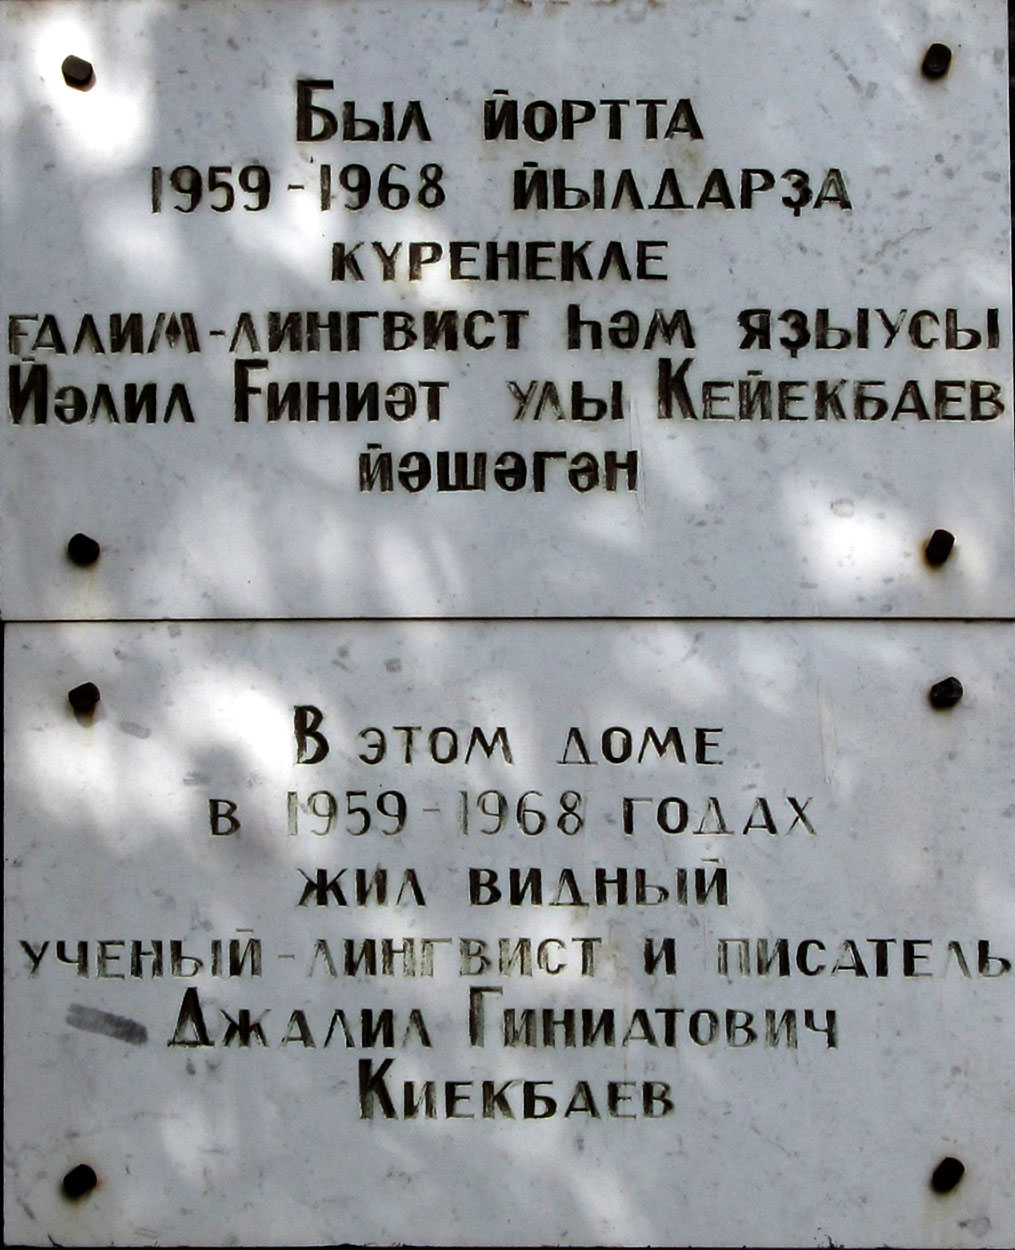 Был йортта
1959-1968 йылдарҙа
күренекле
ғалим-лингвист һәм яҙыусы
Йәлил Ғиниәт улы Кейекбаев
йәшәгән
В этом доме
в 1959-1968 годах
жил видный
ученый-лингвист и писатель
Джалил Гиниатович
Киекбаев